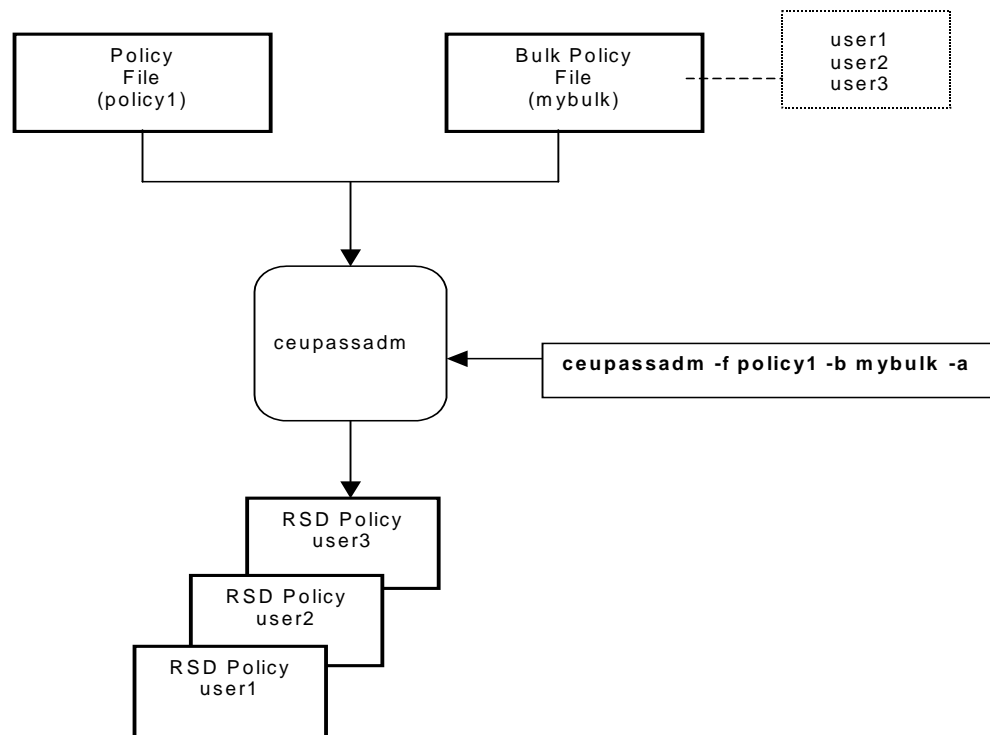 Policy
File
(policy1)
Bulk Policy
File
(mybulk)
user1
user2
user3
ceupassadm
ceupassadm -f policy1 -b mybulk -a
RSD Policy
user3
RSD Policy
user2
RSD Policy
user1